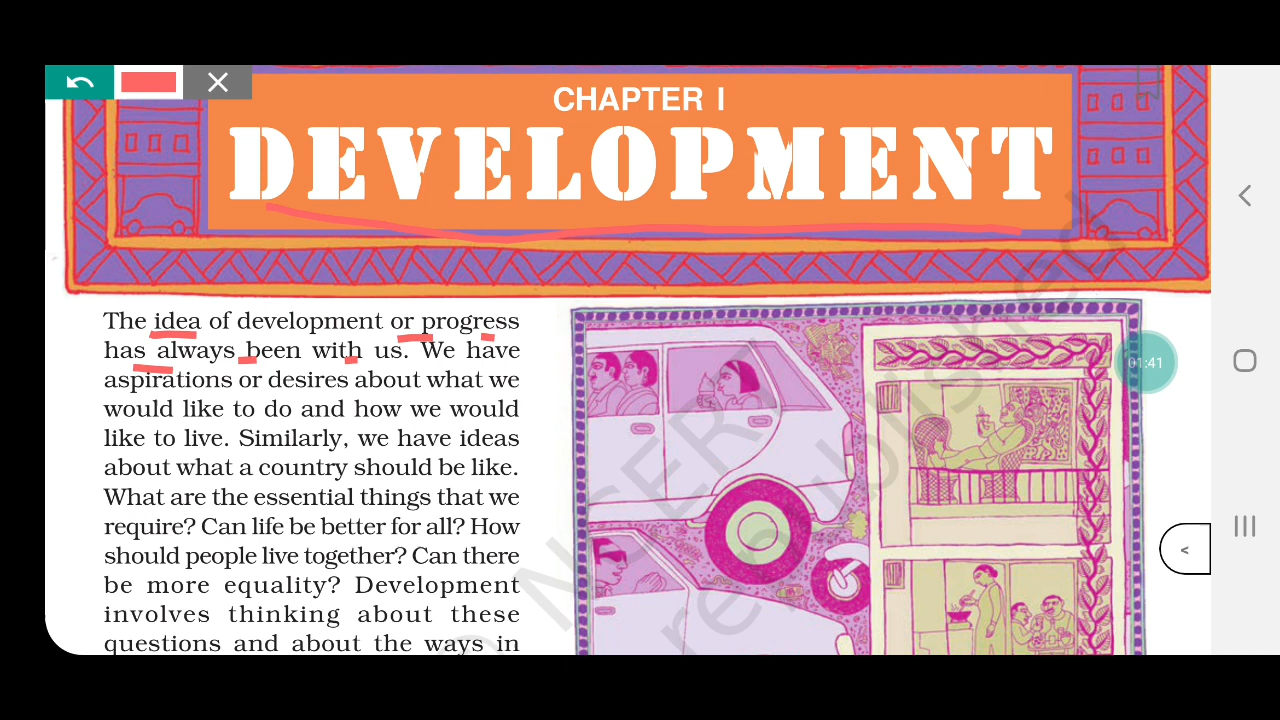 CHAPTER I
DEVELOPMENT
The idea of development or progress
has always been with us. We have
aspirations or desires about what we
would like to do and how we would
like to live. Similarly, we have ideas
about what a country should be like.
What are the essential things that we
require? Can life be better for all? How
should people live together? Can there
be more equality? Development
involves thinking about these
questions and about the ways in
01:41
NCERT
republished